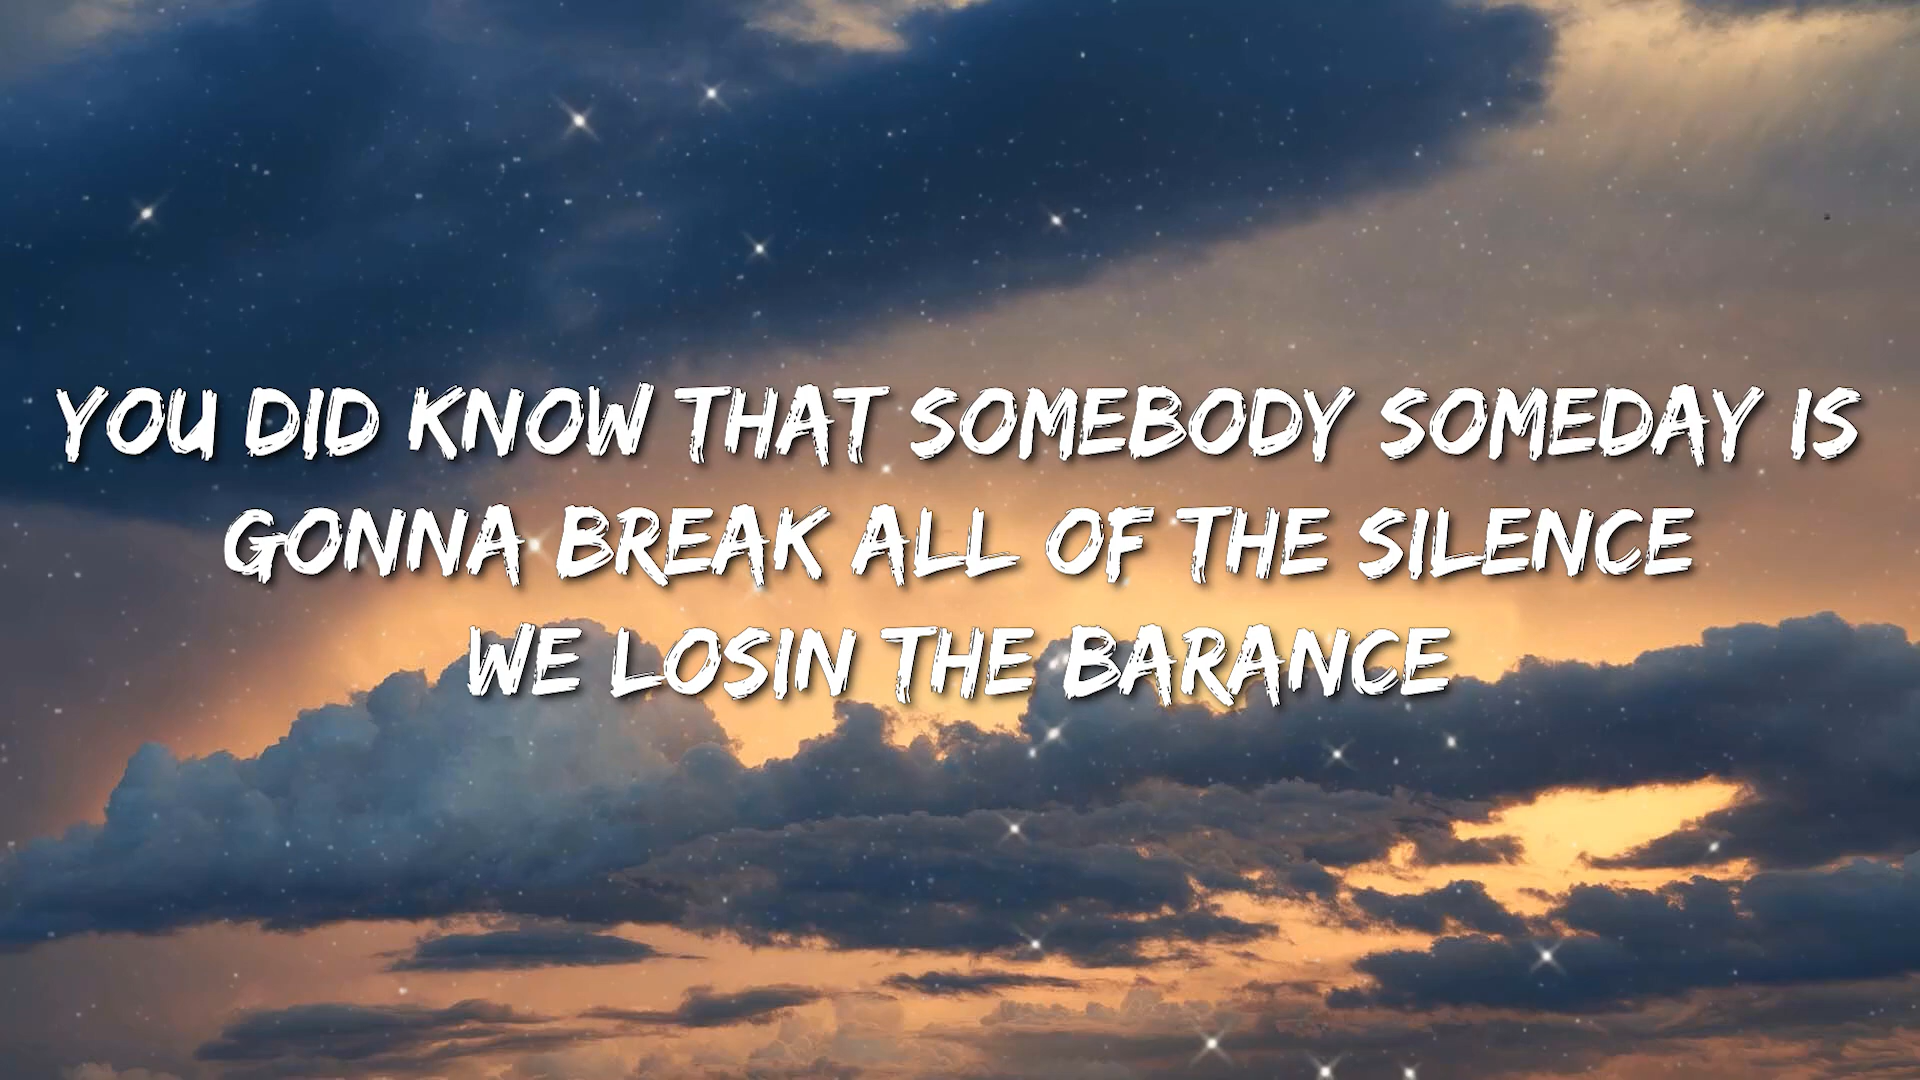 YOU DID KNOW THAT SOMEBODY SOMEDAY IS
GONNA BREAK ALL OF THE SILENCE
WE LOSIN THE BARANCE